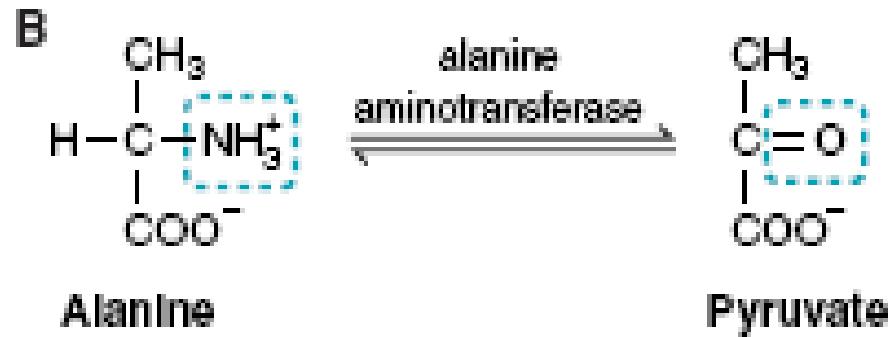 B
CH₃
H–C–NH₃⁺
COO⁻
Alanine
alanine
aminotransferase
CH₃
C=O
COO⁻
Pyruvate